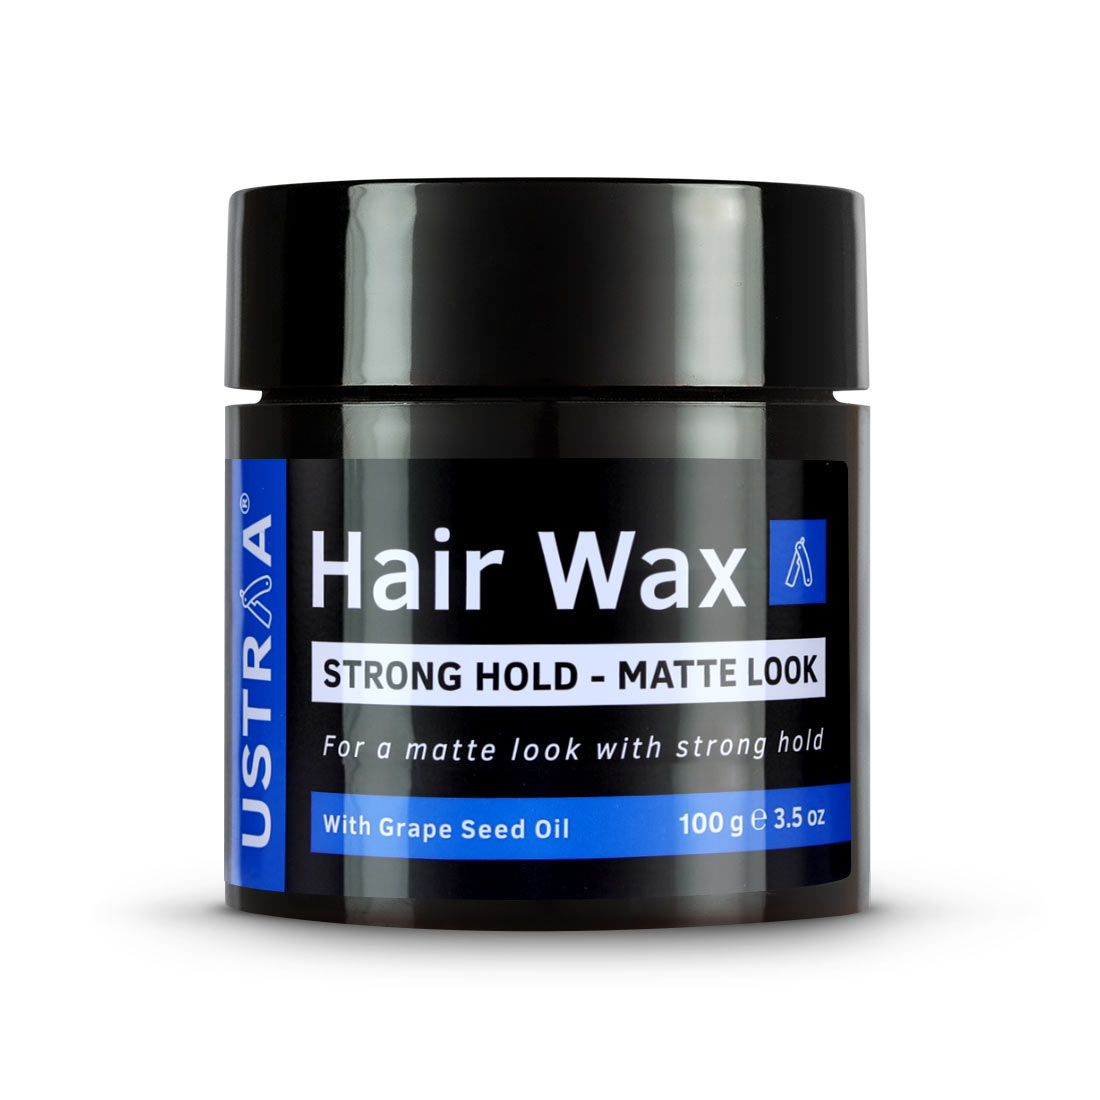 USTRAA®
Hair Wax
STRONG HOLD - MATTE LOOK
For a matte look with strong hold
With Grape Seed Oil 100 g ℮ 3.5 oz